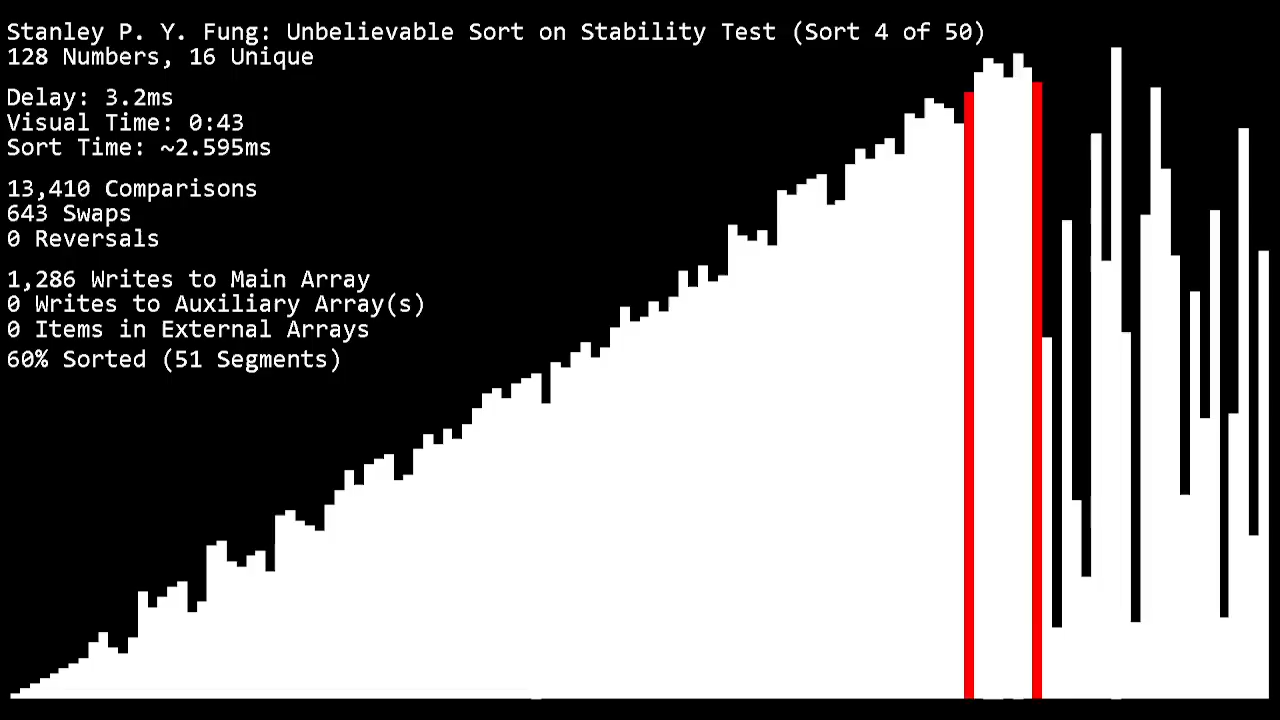 Stanley P. Y. Fung: Unbelievable Sort on Stability Test (Sort 4 of 50)
128 Numbers, 16 Unique
Delay: 3.2ms
Visual Time: 0:43
Sort Time: ~2.595ms
13,410 Comparisons
643 Swaps
0 Reversals
1,286 Writes to Main Array
0 Writes to Auxiliary Array(s)
0 Items in External Arrays
60% Sorted (51 Segments)